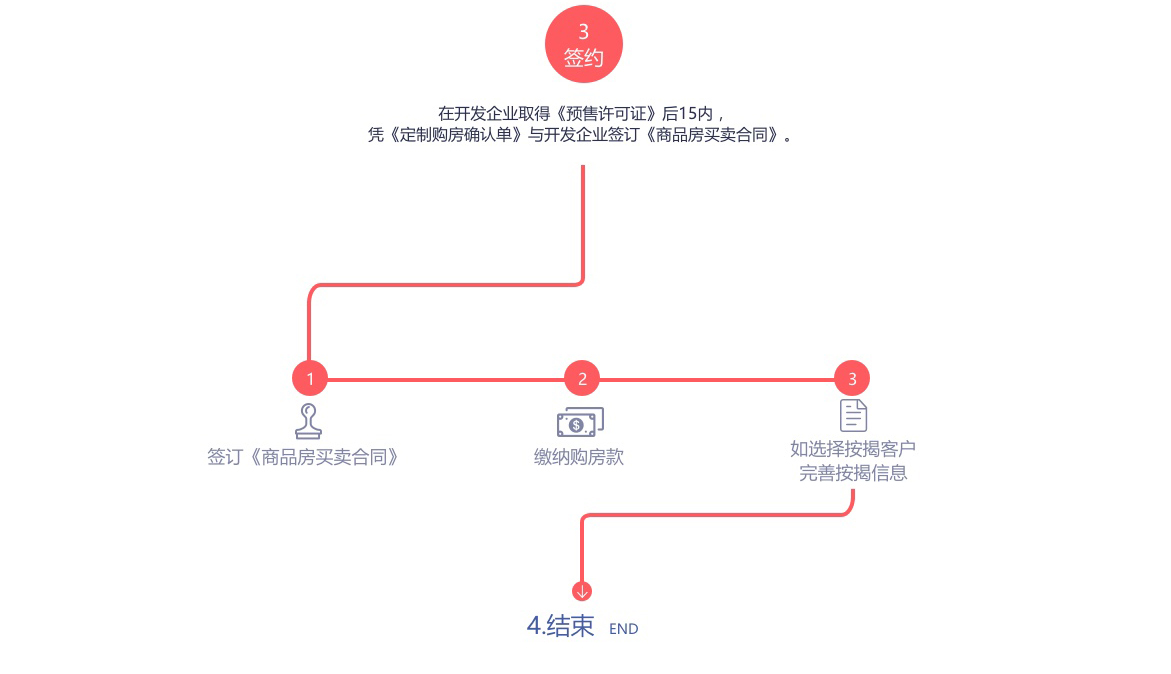 3
签约
在开发企业取得《预售许可证》后15内，
凭《定制购房确认单》与开发企业签订《商品房买卖合同》。
1
2
3
签订《商品房买卖合同》
缴纳购房款
如选择按揭客户
完善按揭信息
4.结束 END